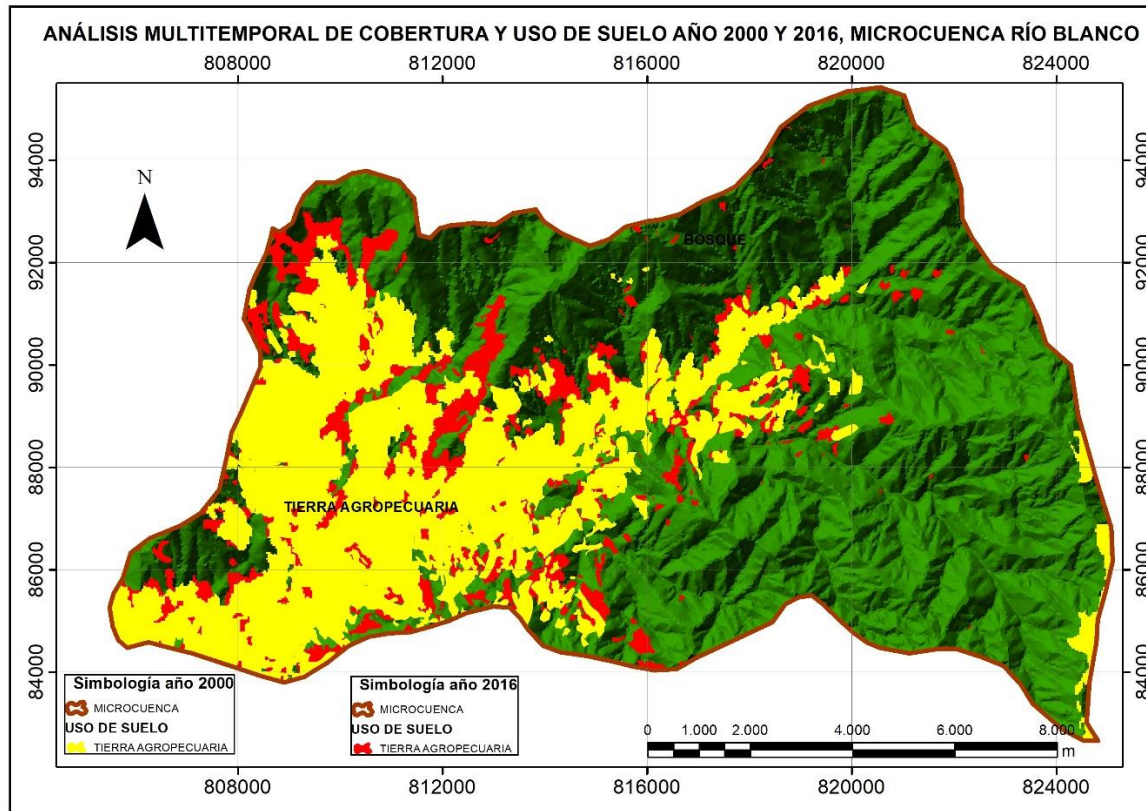 ANÁLISIS MULTITEMPORAL DE COBERTURA Y USO DE SUELO AÑO 2000 Y 2016, MICROCUENCA RÍO BLANCO
808000 812000 816000 820000 824000
94000 94000
N
92000 BOSQUE 92000
90000 90000
88000 88000
TIERRA AGROPECUARIA
86000 86000
84000 84000
Simbología año 2000
MICROCUENCA
USO DE SUELO
TIERRA AGROPECUARIA
Simbología año 2016
MICROCUENCA
USO DE SUELO
TIERRA AGROPECUARIA
0 1.000 2.000 4.000 6.000 8.000
m
808000 812000 816000 820000 824000